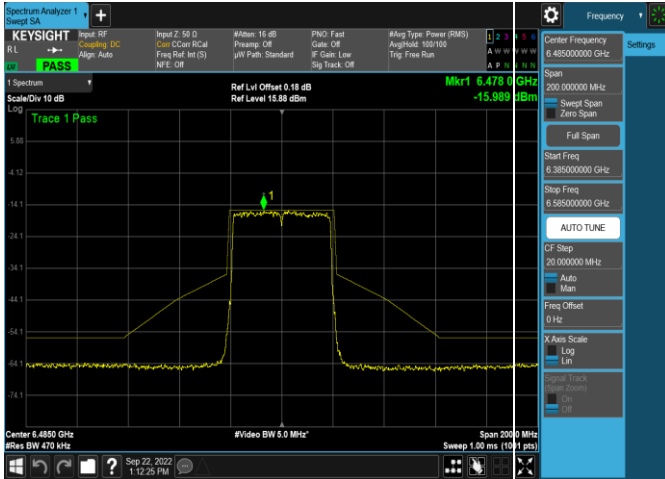 Spectrum Analyzer 1
Swept SA
Frequency
KEYSIGHT
Input: RF
Coupling: DC
Align: Auto
Input Z: 50 Ω
Corr CCorr RCal
Freq Ref: Int (S)
NFE: Off
#Atten: 16 dB
Preamp: Off
µW Path: Standard
PNO: Fast
Gate: Off
IF Gain: Low
Sig Track: Off
#Avg Type: Power (RMS)
Avg|Hold: 100/100
Trig: Free Run
1 2 3 4 5 6
A W W W W W
A P N N N N
R L
LV
PASS
1 Spectrum
Scale/Div 10 dB
Ref Lvl Offset 0.18 dB
Ref Level 15.88 dBm
Mkr1 6.478 0 GHz
-15.989 dBm
Log
Trace 1 Pass
5.88
-4.12
-14.1
-24.1
-34.1
-44.1
-54.1
-64.1
-74.1
1
Center 6.4850 GHz
#Res BW 470 kHz
#Video BW 5.0 MHz*
Span 200.0 MHz
Sweep 1.00 ms (1001 pts)
Sep 22, 2022
1:12:25 PM
Center Frequency
6.485000000 GHz
Settings
Span
200.000000 MHz
Swept Span
Zero Span
Full Span
Start Freq
6.385000000 GHz
Stop Freq
6.585000000 GHz
AUTO TUNE
CF Step
20.000000 MHz
Auto
Man
Freq Offset
0 Hz
X Axis Scale
Log
Lin
Signal Track
(Span Zoom)
On
Off